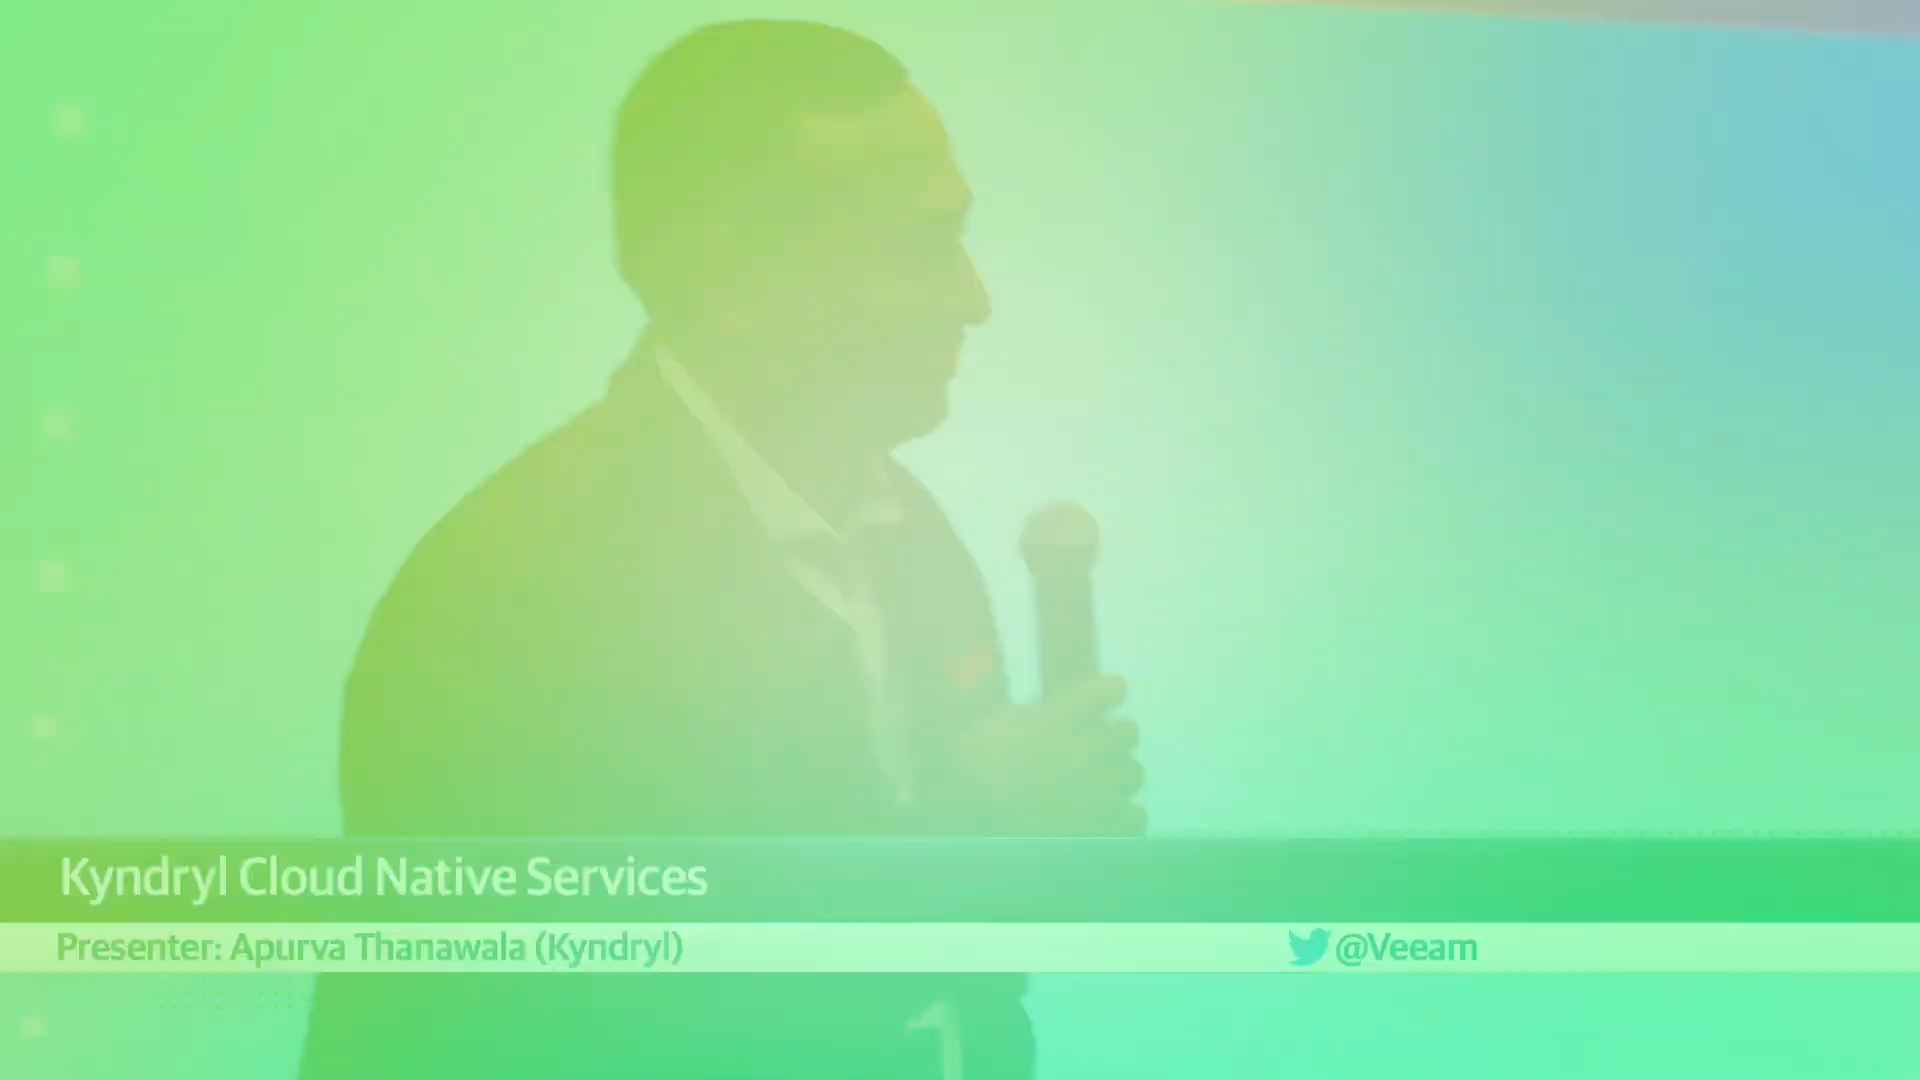 Kyndryl Cloud Native Services
Presenter: Apurva Thanawala (Kyndryl)
@Veeam